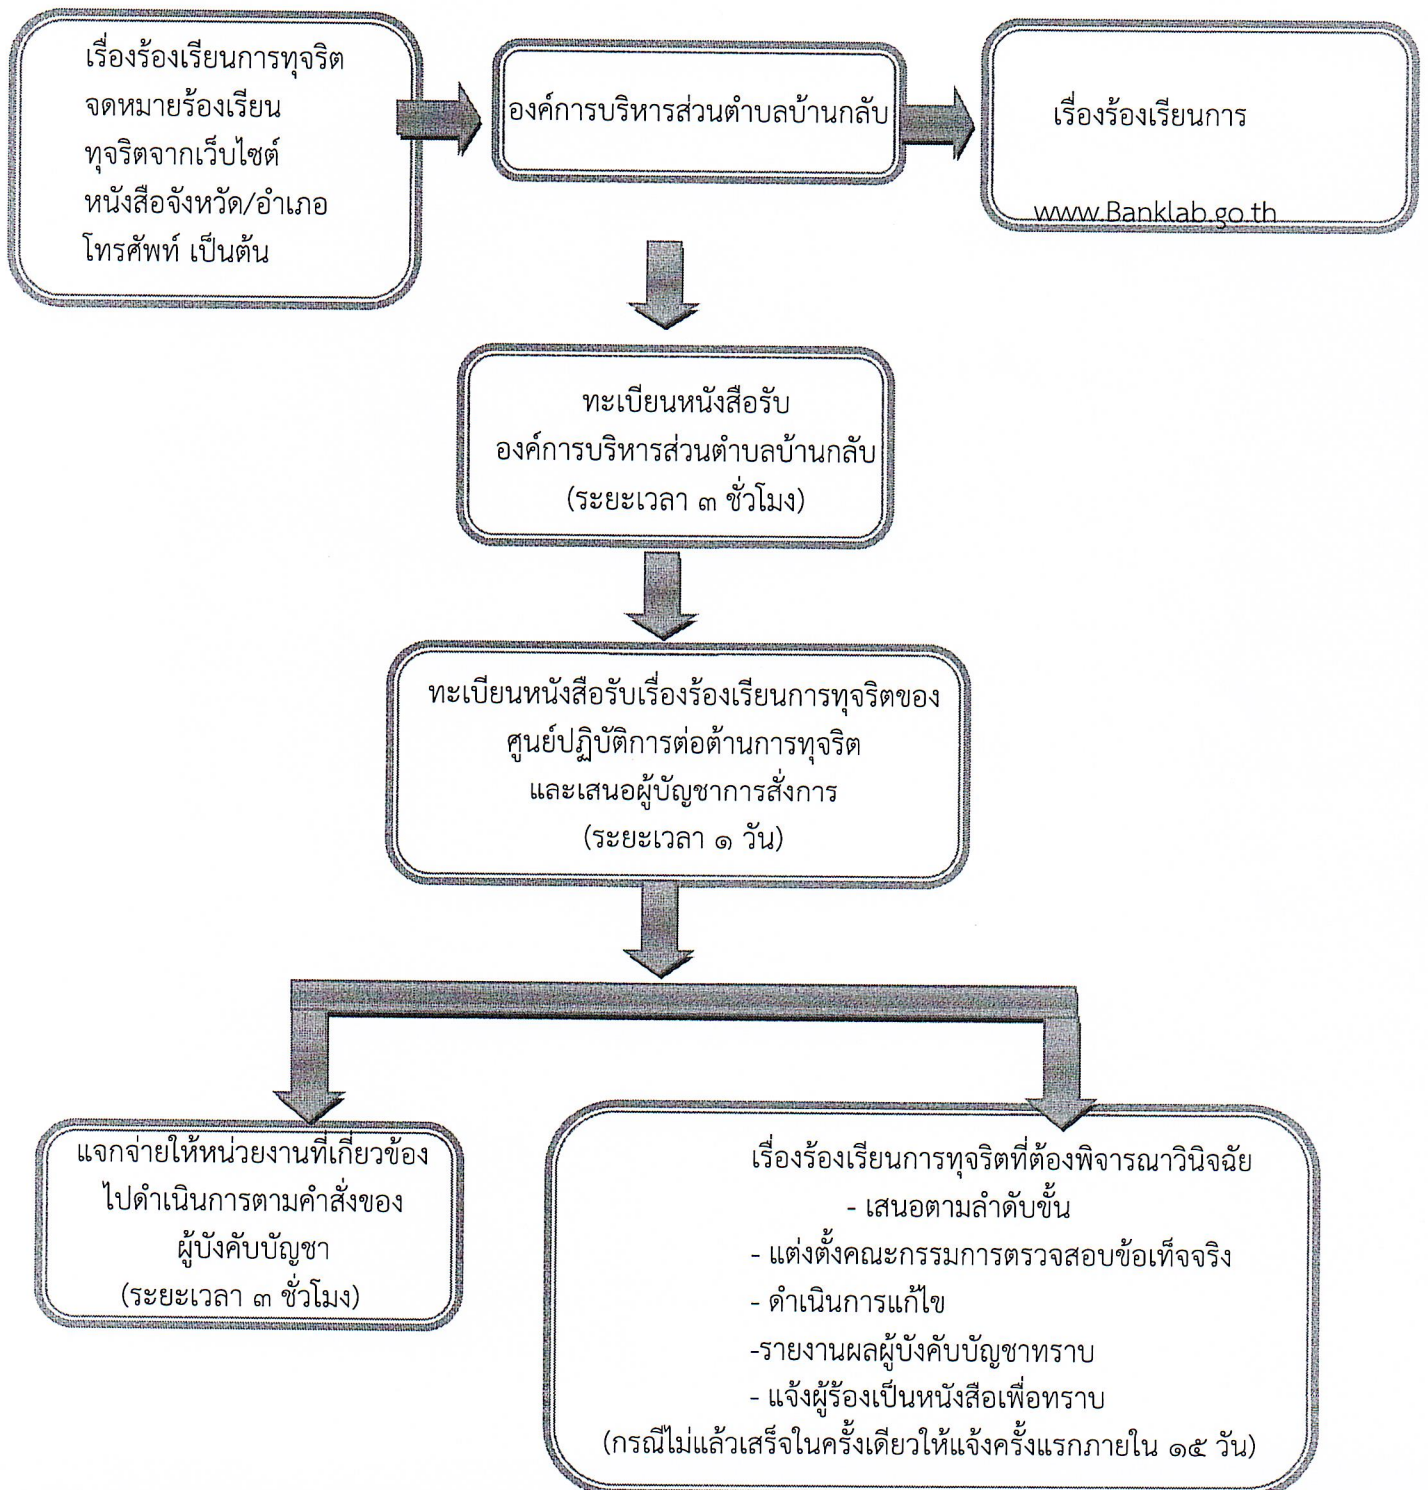 เรื่องร้องเรียนการทุจริต
จดหมายร้องเรียน
ทุจริตจากเว็บไซต์
หนังสือจังหวัด/อำเภอ
โทรศัพท์ เป็นต้น
องค์การบริหารส่วนตำบลบ้านกลับ
เรื่องร้องเรียนการ
www.Banklab.go.th
ทะเบียนหนังสือรับ
องค์การบริหารส่วนตำบลบ้านกลับ
(ระยะเวลา ๓ ชั่วโมง)
ทะเบียนหนังสือรับเรื่องร้องเรียนการทุจริตของ
ศูนย์ปฏิบัติการต่อต้านการทุจริต
และเสนอผู้บัญชาการสั่งการ
(ระยะเวลา ๑ วัน)
แจกจ่ายให้หน่วยงานที่เกี่ยวข้อง
ไปดำเนินการตามคำสั่งของ
ผู้บังคับบัญชา
(ระยะเวลา ๓ ชั่วโมง)
เรื่องร้องเรียนการทุจริตที่ต้องพิจารณาวินิจฉัย
- เสนอตามลำดับขั้น
- แต่งตั้งคณะกรรมการตรวจสอบข้อเท็จจริง
- ดำเนินการแก้ไข
-รายงานผลผู้บังคับบัญชาทราบ
- แจ้งผู้ร้องเป็นหนังสือเพื่อทราบ
(กรณีไม่แล้วเสร็จในครั้งเดียวให้แจ้งครั้งแรกภายใน ๑๕ วัน)